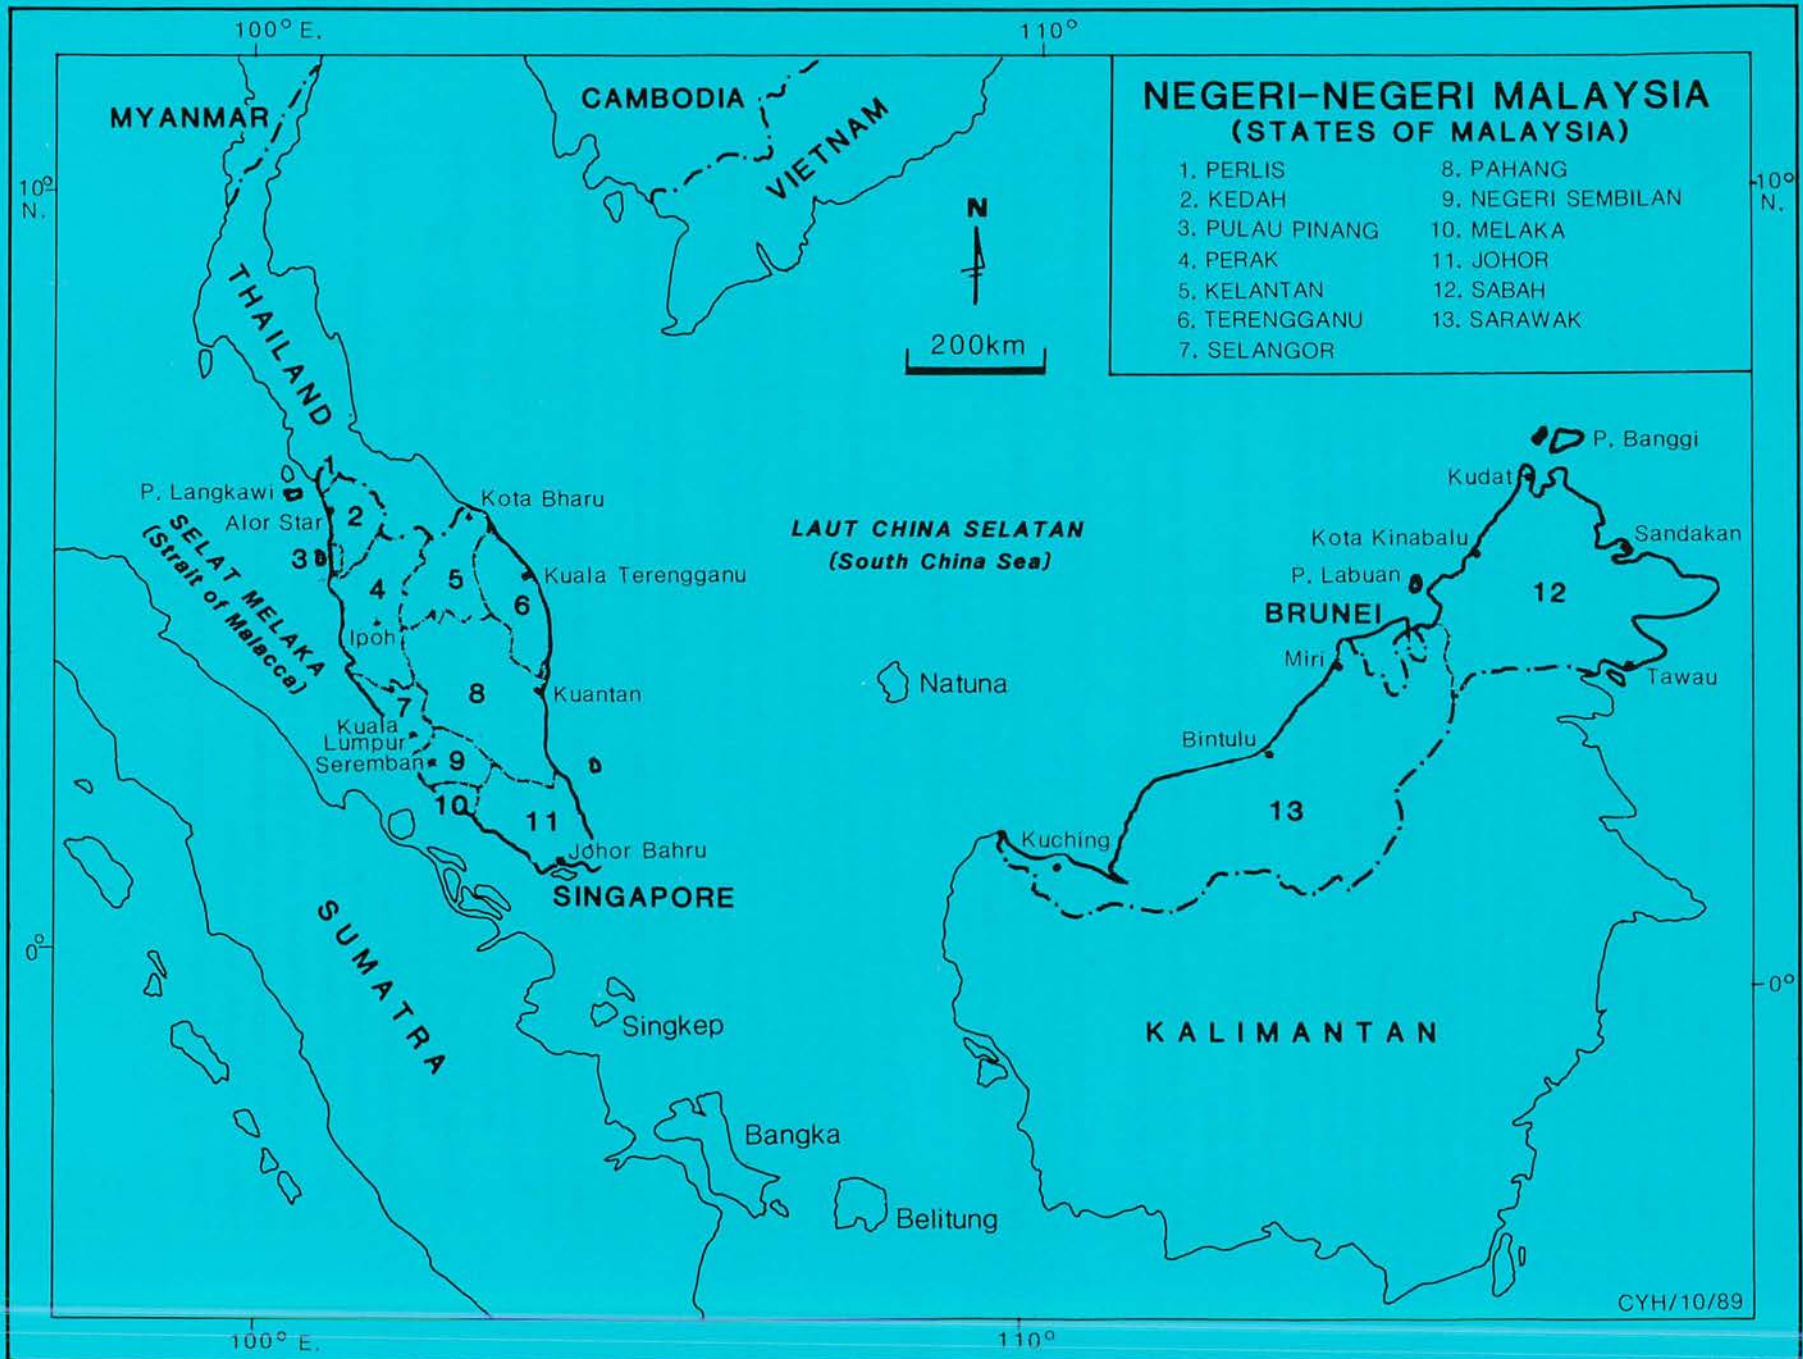 100° E.
110°
MYANMAR
CAMBODIA
VIETNAM
NEGERI-NEGERI MALAYSIA
(STATES OF MALAYSIA)
1. PERLIS
2. KEDAH
3. PULAU PINANG
4. PERAK
5. KELANTAN
6. TERENGGANU
7. SELANGOR
8. PAHANG
9. NEGERI SEMBILAN
10. MELAKA
11. JOHOR
12. SABAH
13. SARAWAK
10°
N.
10°
N.
N
200km
THAILAND
P. Banggi
Kudat
1
P. Langkawi
Kota Bharu
2
Alor Star
SELAT MELAKA
(Strait of Malacca)
LAUT CHINA SELATAN
(South China Sea)
Kota Kinabalu
Sandakan
3
4
5
6
Kuala Terengganu
P. Labuan
12
BRUNEI
Ipoh
Miri
Tawau
Natuna
7
8
Kuantan
Kuala
Lumpur
Seremban
9
Bintulu
10
11
13
Johor Bahru
Kuching
SINGAPORE
SUMATRA
0°
0°
Singkep
KALIMANTAN
Bangka
Belitung
CYH/10/89
100° E.
110°